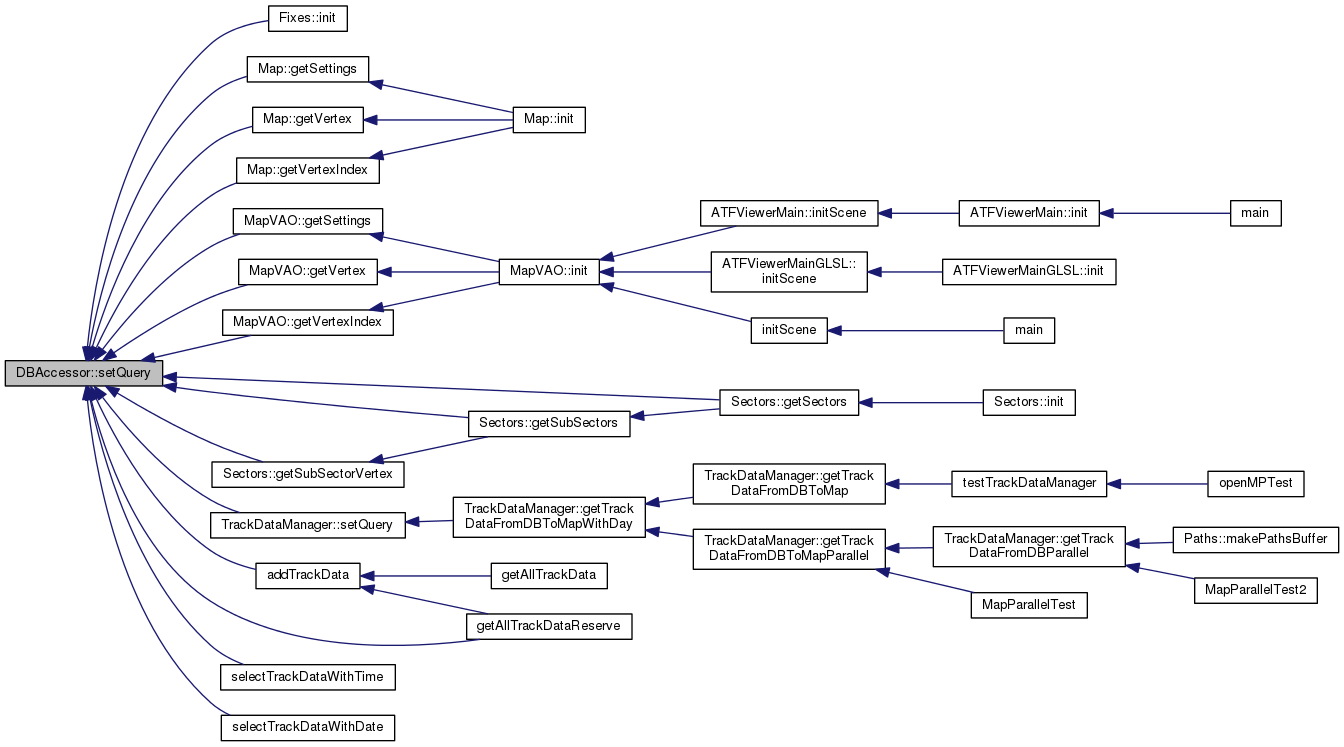 Fixes::init
Map::getSettings
Map::getVertex
Map::init
Map::getVertexIndex
MapVAO::getSettings
ATFViewerMain::initScene
ATFViewerMain::init
main
MapVAO::getVertex
MapVAO::init
ATFViewerMainGLSL::
initScene
ATFViewerMainGLSL::init
MapVAO::getVertexIndex
initScene
main
DBAccessor::setQuery
Sectors::getSectors
Sectors::init
Sectors::getSubSectors
Sectors::getSubSectorVertex
TrackDataManager::getTrack
DataFromDBToMap
testTrackDataManager
openMPTest
TrackDataManager::setQuery
TrackDataManager::getTrack
DataFromDBToMapWithDay
TrackDataManager::getTrack
DataFromDBToMapParallel
TrackDataManager::getTrack
DataFromDBParallel
Paths::makePathsBuffer
addTrackData
getAllTrackData
MapParallelTest2
MapParallelTest
getAllTrackDataReserve
selectTrackDataWithTime
selectTrackDataWithDate